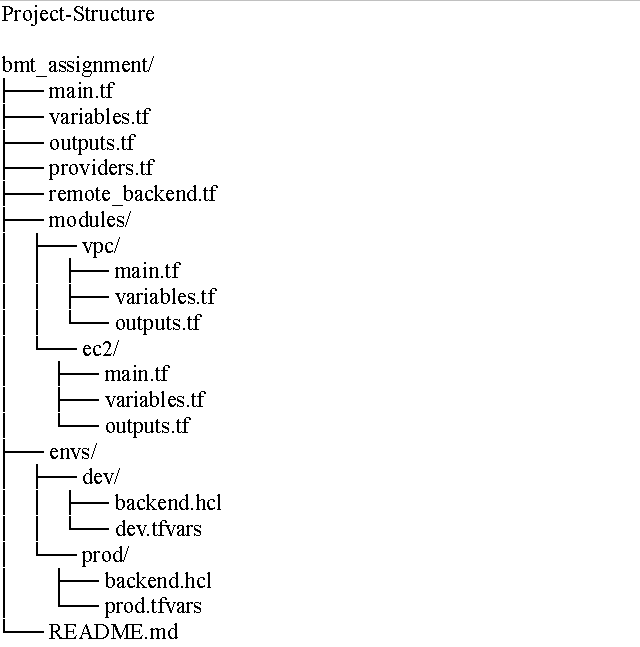 Project-Structure
bmt_assignment/
├── main.tf
├── variables.tf
├── outputs.tf
├── providers.tf
├── remote_backend.tf
├── modules/
│   ├── vpc/
│   │   ├── main.tf
│   │   ├── variables.tf
│   │   └── outputs.tf
│   └── ec2/
│       ├── main.tf
│       ├── variables.tf
│       └── outputs.tf
├── envs/
│   ├── dev/
│   │   ├── backend.hcl
│   │   └── dev.tfvars
│   └── prod/
│       ├── backend.hcl
│       └── prod.tfvars
└── README.md